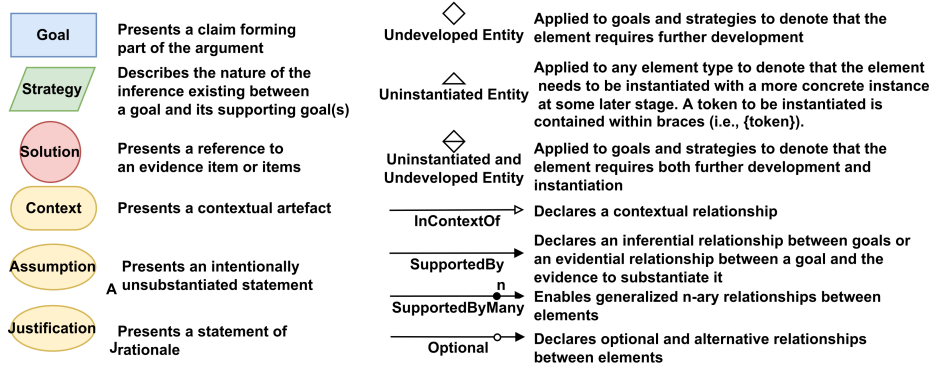 Goal
Presents a claim forming
part of the argument
Strategy
Describes the nature of the
inference existing between
a goal and its supporting goal(s)
Solution
Presents a reference to
an evidence item or items
Context
Presents a contextual artefact
Assumption
A
Presents an intentionally
unsubstantiated statement
Justification
J
Presents a statement of
rationale
Undeveloped Entity
Applied to goals and strategies to denote that the
element requires further development
Uninstantiated Entity
Applied to any element type to denote that the element
needs to be instantiated with a more concrete instance
at some later stage. A token to be instantiated is
contained within braces (i.e., {token}).
Uninstantiated and
Undeveloped Entity
Applied to goals and strategies to denote that the
element requires both further development and
instantiation
InContextOf
Declares a contextual relationship
SupportedBy
Declares an inferential relationship between goals or
an evidential relationship between a goal and the
evidence to substantiate it
n
SupportedByMany
Enables generalized n-ary relationships between
elements
Optional
Declares optional and alternative relationships
between elements